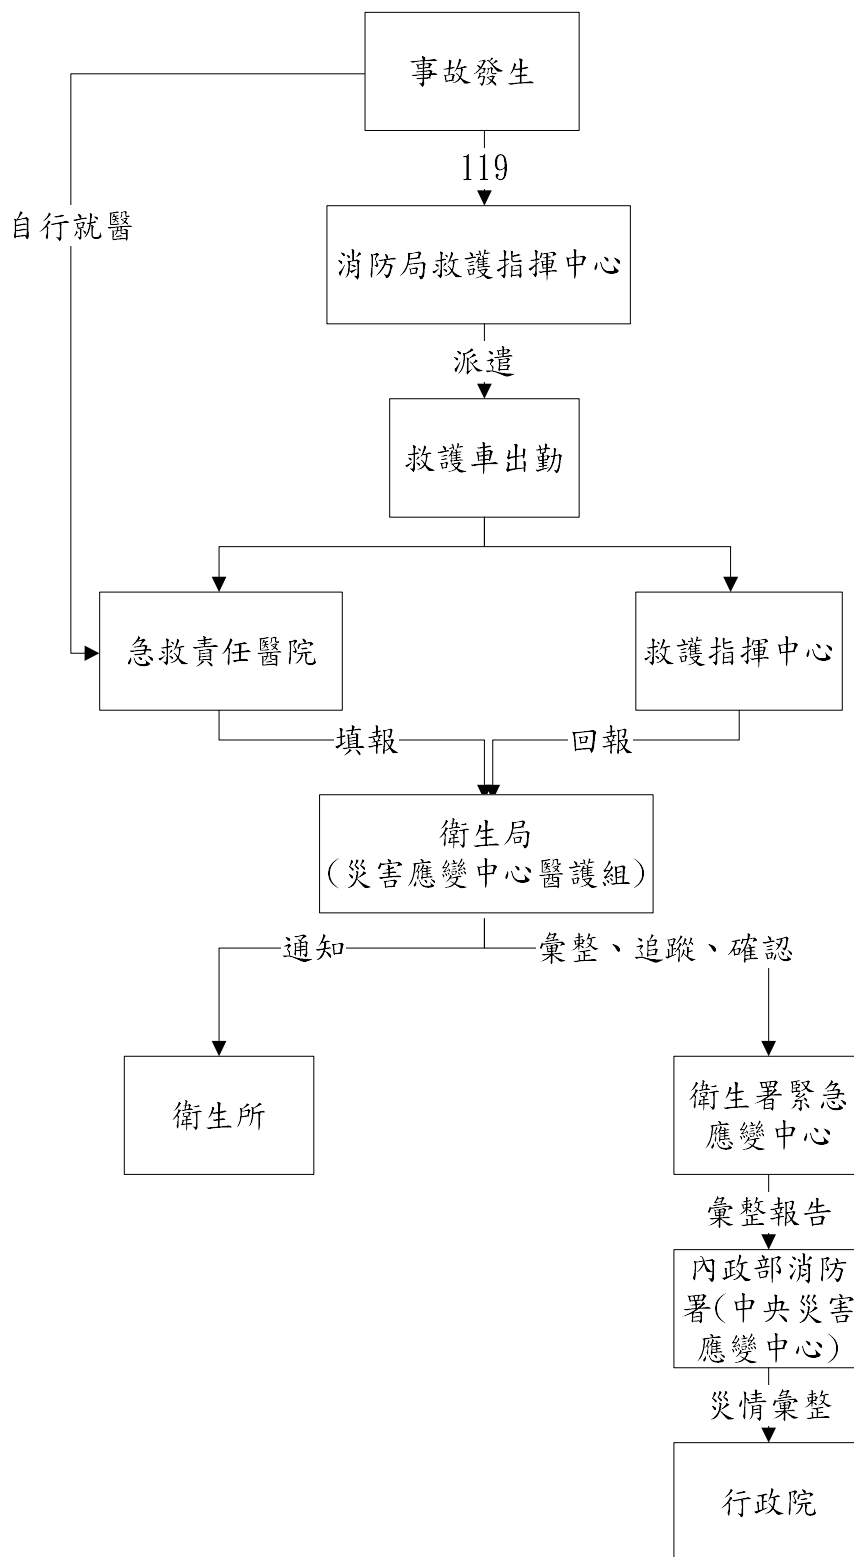 事故發生
119
自行就醫
消防局救護指揮中心
派遣
救護車出勤
急救責任醫院
救護指揮中心
填報
回報
衛生局
(災害應變中心醫護組)
通知
彙整、追蹤、確認
衛生所
衛生署緊急
應變中心
彙整報告
內政部消防
署(中央災害
應變中心)
災情彙整
行政院